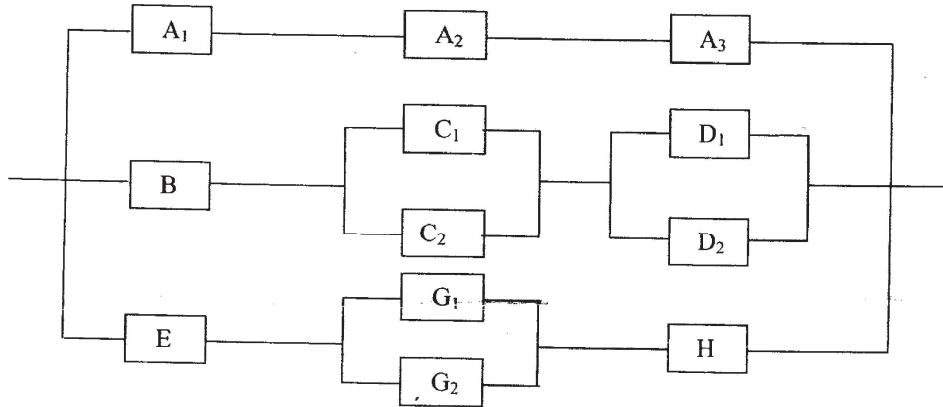 A₁ A₂ A₃
C₁ D₁
B
C₂ D₂
G₁
E H
G₂